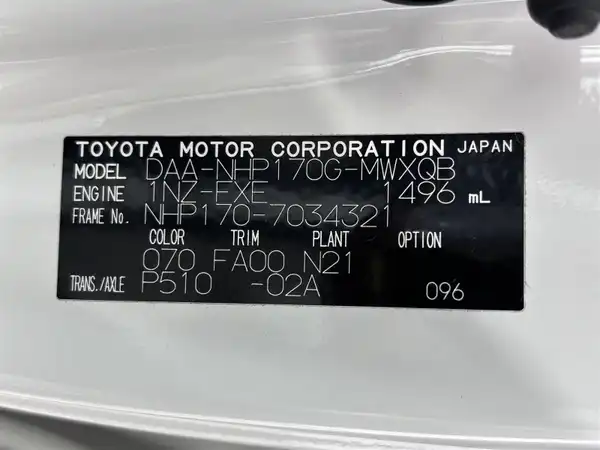 TOYOTA MOTOR CORPORATION JAPAN
MODEL DAA-NHP170G-MWXQB
ENGINE 1NZ-EXE 1496 mL
FRAME No. NHP170-7034321
COLOR TRIM PLANT OPTION
070 FA00 N21
TRANS./AXLE P510 -02A 096